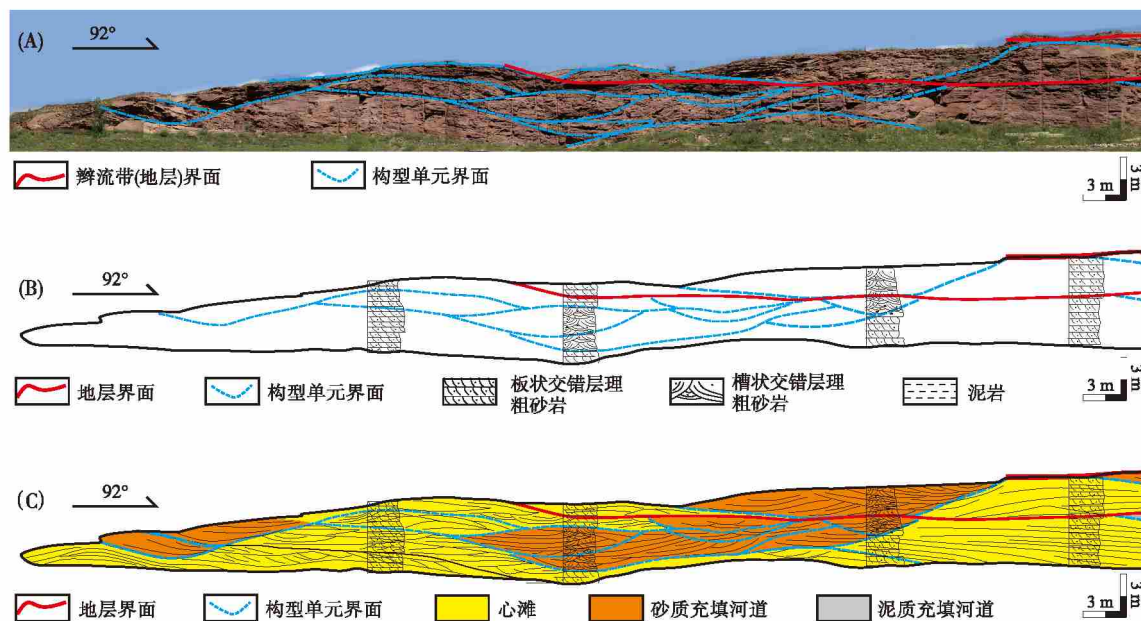 (A) 92°
辫流带(地层)界面 构型单元界面 3 m 3 m
(B) 92°
地层界面 构型单元界面 板状交错层理 槽状交错层理 泥岩 3 m 3 m
粗砂岩 粗砂岩
(C) 92°
地层界面 构型单元界面 心滩 砂质充填河道 泥质充填河道 3 m 3 m